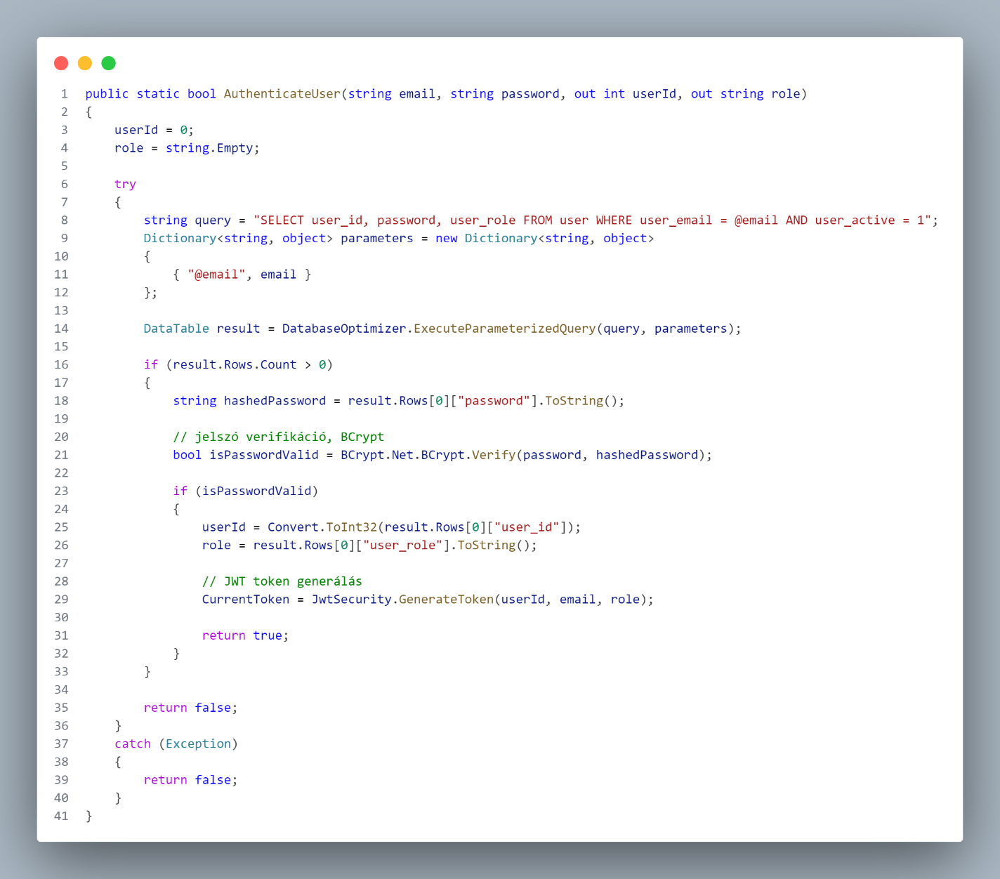 1 public static bool AuthenticateUser(string email, string password, out int userId, out string role)
2 {
3     userId = 0;
4     role = string.Empty;
5
6     try
7     {
8         string query = "SELECT user_id, password, user_role FROM user WHERE user_email = @email AND user_active = 1";
9         Dictionary<string, object> parameters = new Dictionary<string, object>
10         {
11             { "@email", email }
12         };
13
14         DataTable result = DatabaseOptimizer.ExecuteParameterizedQuery(query, parameters);
15
16         if (result.Rows.Count > 0)
17         {
18             string hashedPassword = result.Rows[0]["password"].ToString();
19
20             // jelszó verifikáció, BCrypt
21             bool isPasswordValid = BCrypt.Net.BCrypt.Verify(password, hashedPassword);
22
23             if (isPasswordValid)
24             {
25                 userId = Convert.ToInt32(result.Rows[0]["user_id"]);
26                 role = result.Rows[0]["user_role"].ToString();
27
28                 // JWT token generálás
29                 CurrentToken = JwtSecurity.GenerateToken(userId, email, role);
30
31                 return true;
32             }
33         }
34
35         return false;
36     }
37     catch (Exception)
38     {
39         return false;
40     }
41 }